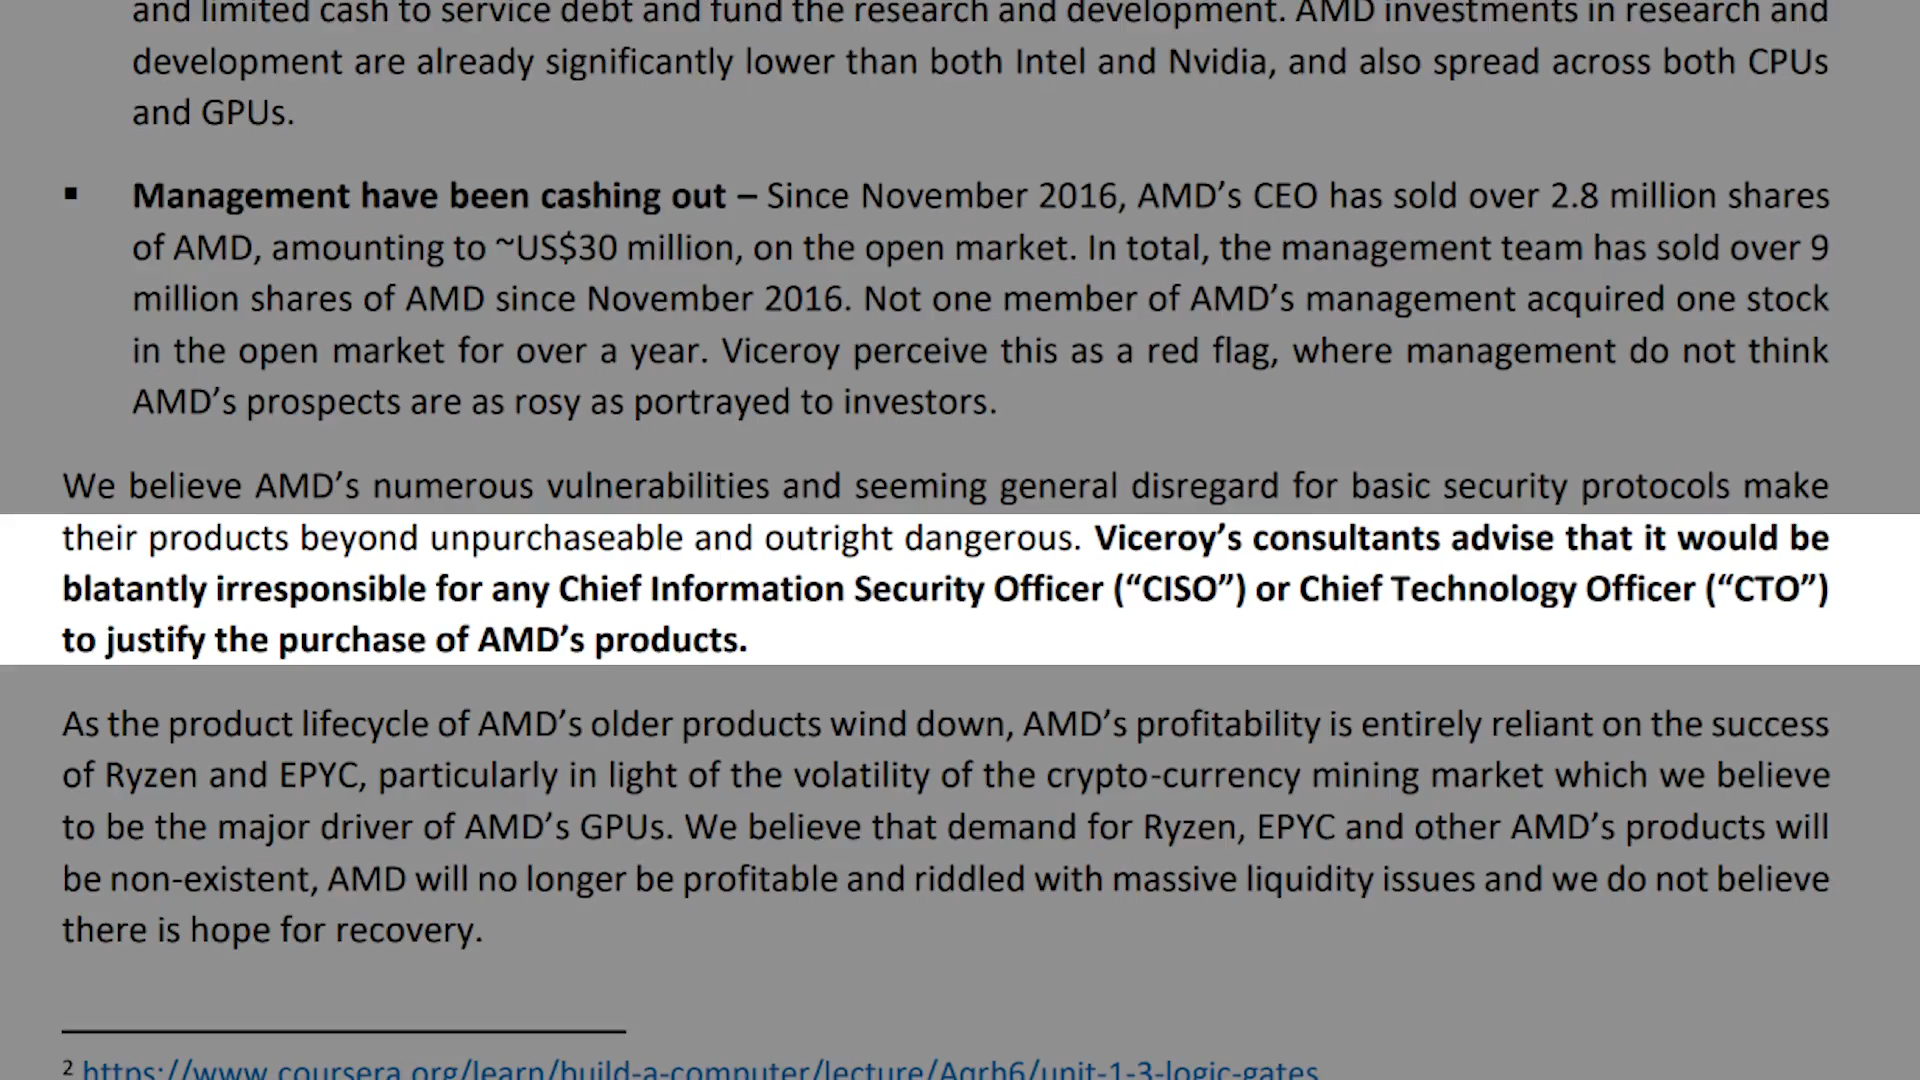 and limited cash to service debt and fund the research and development. AMD investments in research and
development are already significantly lower than both Intel and Nvidia, and also spread across both CPUs
and GPUs.
▪ Management have been cashing out – Since November 2016, AMD’s CEO has sold over 2.8 million shares
of AMD, amounting to ~US$30 million, on the open market. In total, the management team has sold over 9
million shares of AMD since November 2016. Not one member of AMD’s management acquired one stock
in the open market for over a year. Viceroy perceive this as a red flag, where management do not think
AMD’s prospects are as rosy as portrayed to investors.
We believe AMD’s numerous vulnerabilities and seeming general disregard for basic security protocols make
their products beyond unpurchaseable and outright dangerous. Viceroy’s consultants advise that it would be
blatantly irresponsible for any Chief Information Security Officer (“CISO”) or Chief Technology Officer (“CTO”)
to justify the purchase of AMD’s products.
As the product lifecycle of AMD’s older products wind down, AMD’s profitability is entirely reliant on the success
of Ryzen and EPYC, particularly in light of the volatility of the crypto-currency mining market which we believe
to be the major driver of AMD’s GPUs. We believe that demand for Ryzen, EPYC and other AMD’s products will
be non-existent, AMD will no longer be profitable and riddled with massive liquidity issues and we do not believe
there is hope for recovery.
2 https://www.coursera.org/learn/build-a-computer/lecture/Aqrh6/unit-1-3-logic-gates